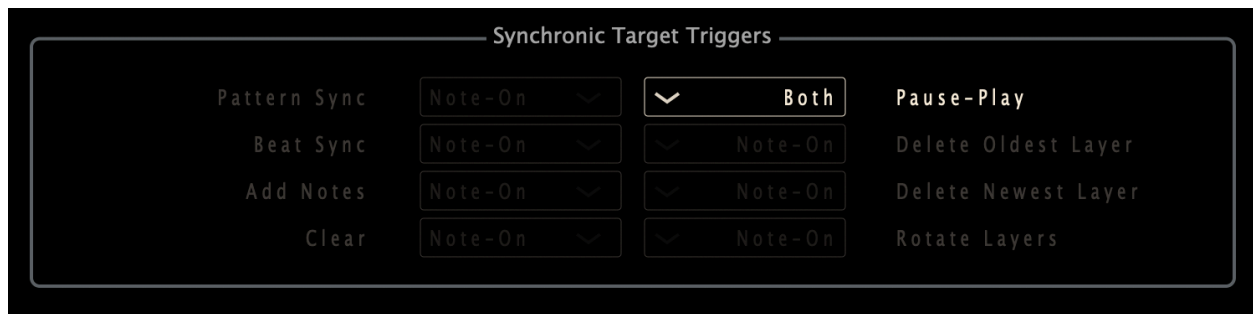 Synchronic Target Triggers
Pattern Sync Note-On Both Pause-Play
Beat Sync Note-On Note-On Delete Oldest Layer
Add Notes Note-On Note-On Delete Newest Layer
Clear Note-On Note-On Rotate Layers